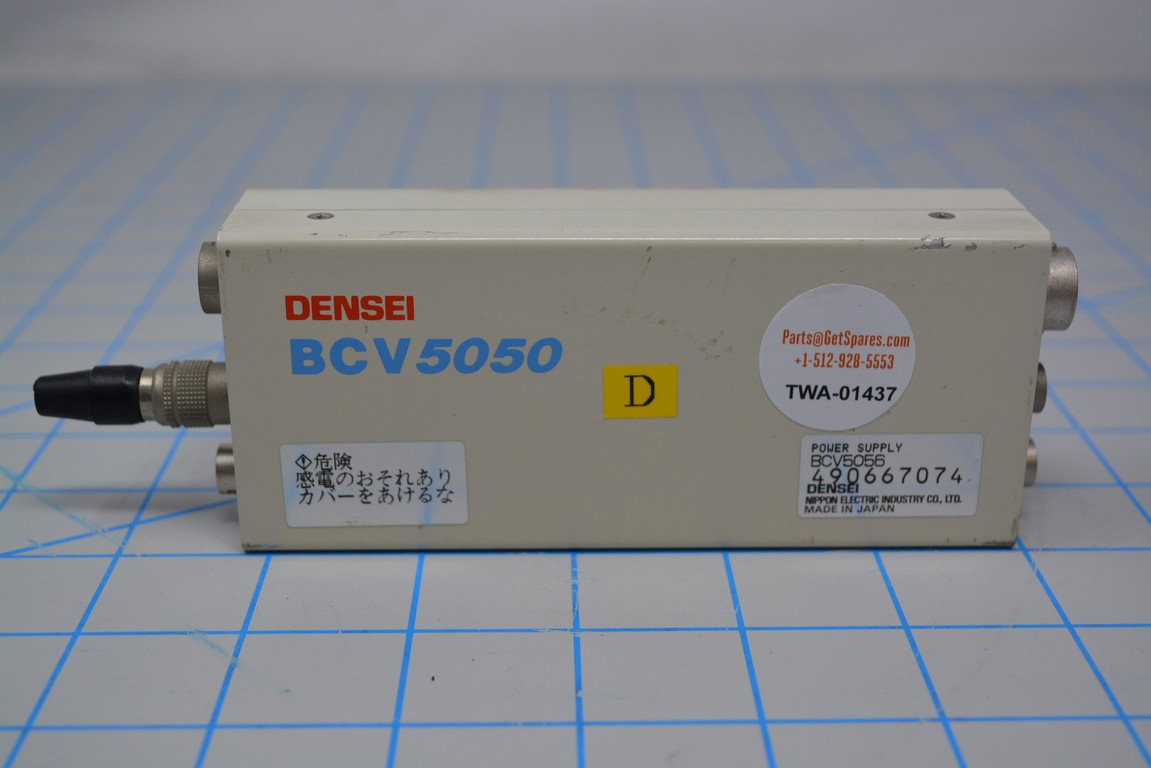 DENSEI
BCV5050
D
Parts@GetSpares.com
+1-512-928-5553
TWA-01437
危険
感電のおそれあり
カバーをあけるな
POWER SUPPLY
BCV5056
490667074
DENSEI
NIPPON ELECTRIC INDUSTRY CO., LTD.
MADE IN JAPAN